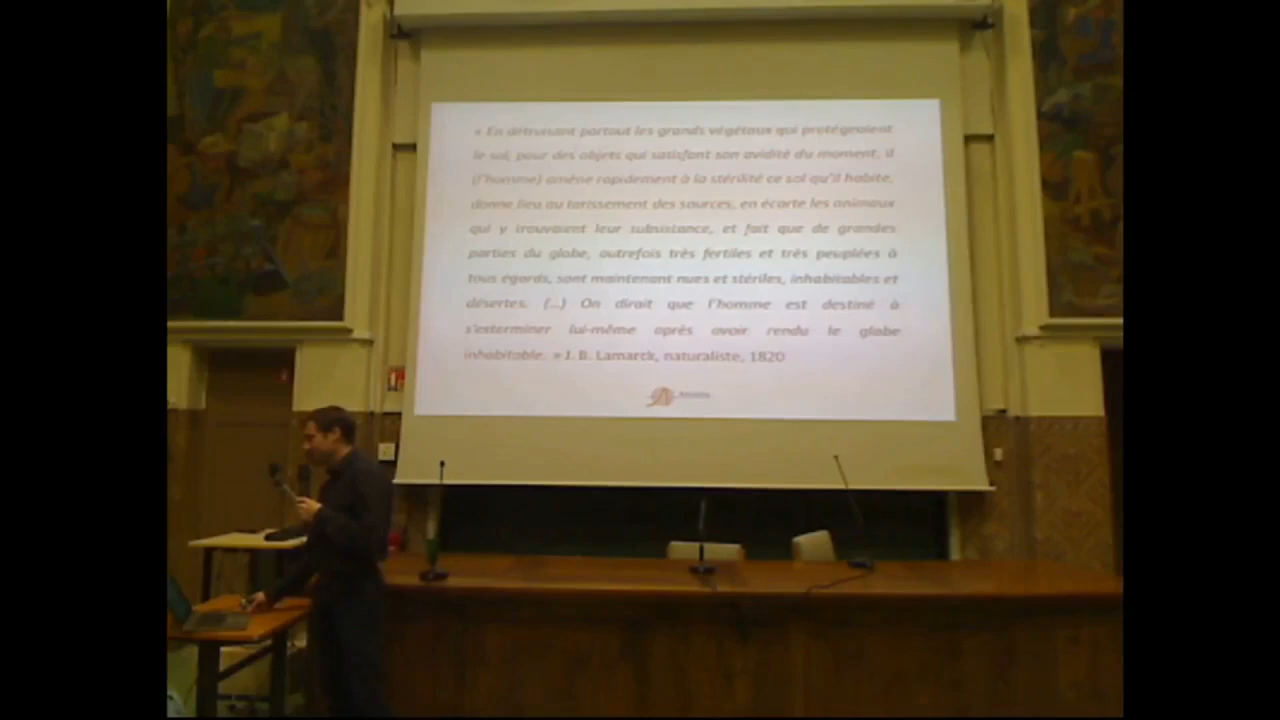 « En détruisant partout les grands végétaux qui protégeaient
le sol, pour des objets qui satisfont son avidité du moment, il
(l'homme) amène rapidement à la stérilité ce sol qu'il habite,
donne lieu au tarissement des sources, en écarte les animaux
qui y trouvaient leur subsistance, et fait que de grandes
parties du globe, autrefois très fertiles et très peuplées à
tous égards, sont maintenant nues et stériles, inhabitables et
désertes. (...) On dirait que l'homme est destiné à
s'exterminer lui-même après avoir rendu le globe
inhabitable. » J. B. Lamarck, naturaliste, 1820